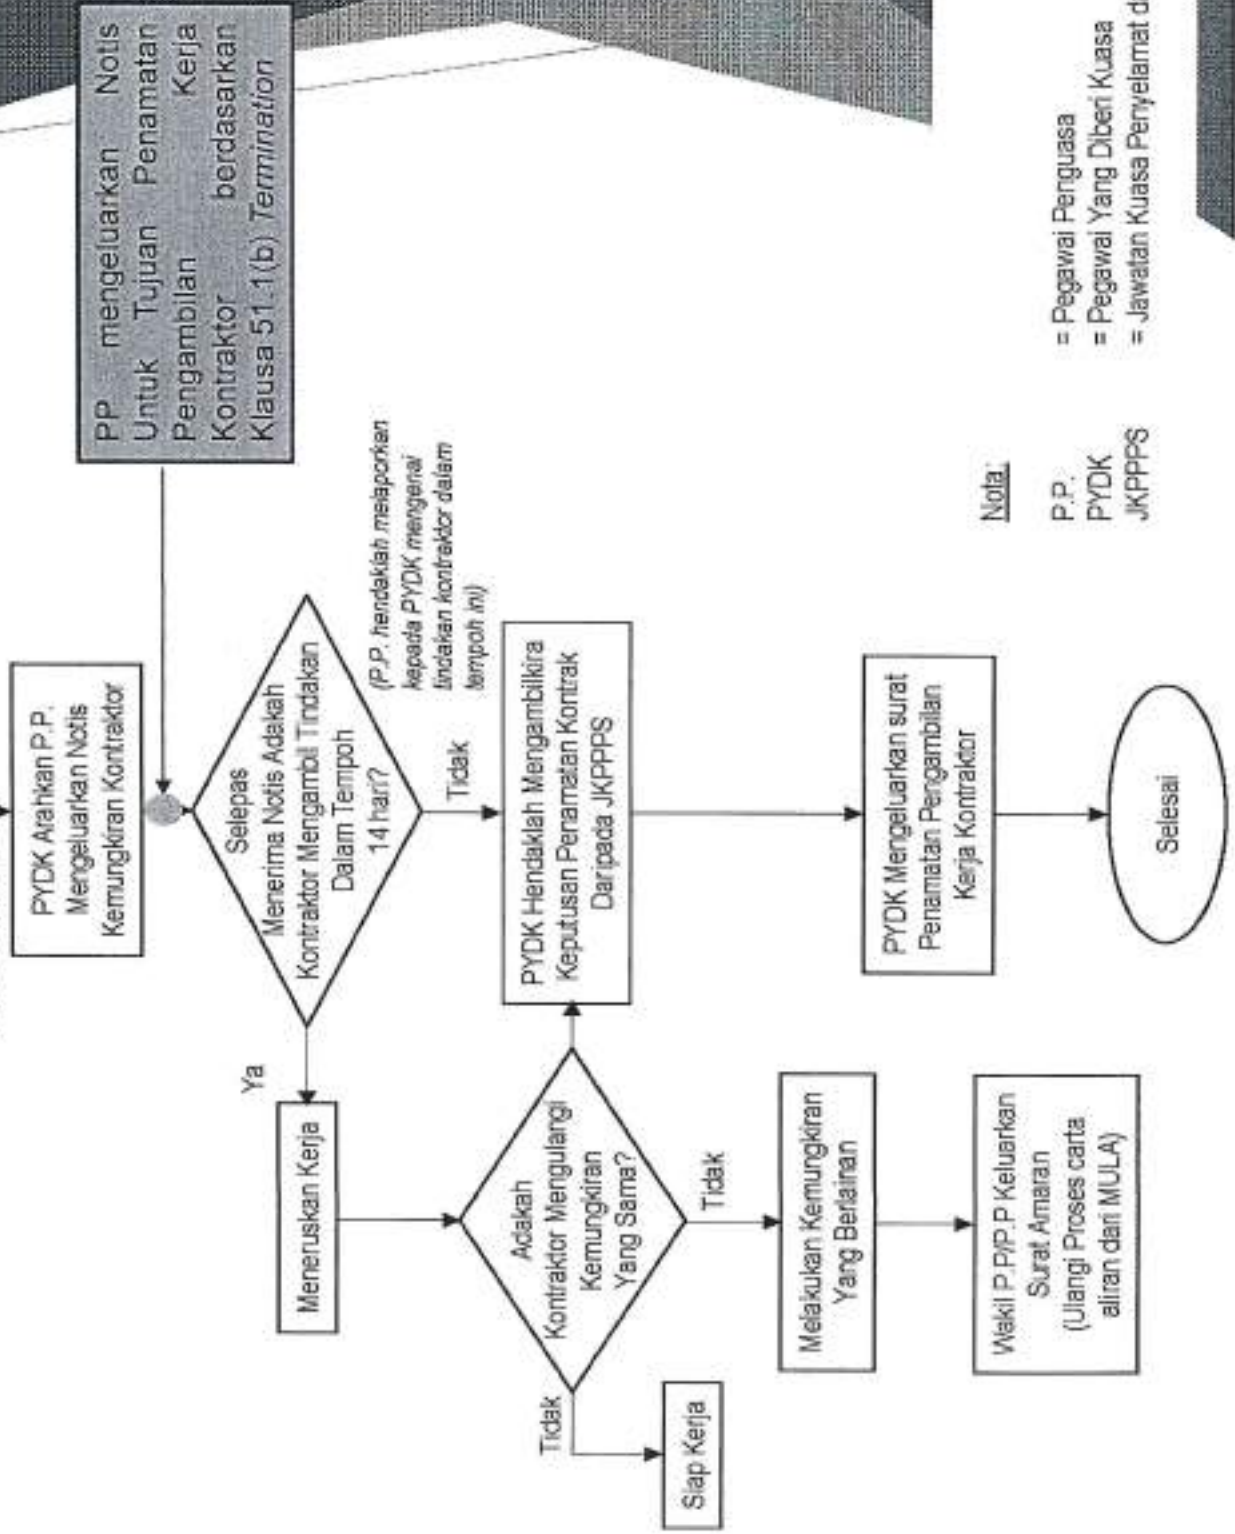 PYDK Arahkan P.P.
Mengeluarkan Notis
Kemungkiran Kontraktor
PP mengeluarkan Notis
Untuk Tujuan Penamatan
Pengambilan Kerja
Kontraktor berdasarkan
Klausa 51.1(b) Termination
Selepas
Menerima Notis Adakah
Kontraktor Mengambil Tindakan
Dalam Tempoh
14 hari?
(P.P. hendaklah melaporkan
kepada PYDK mengenai
tindakan kontraktor dalam
tempoh ini)
Ya
Tidak
Meneruskan Kerja
PYDK Hendaklah Mengambilkira
Keputusan Penamatan Kontrak
Daripada JKPPPS
Adakah
Kontraktor Mengulangi
Kemungkiran
Yang Sama?
Tidak
Siap Kerja
Tidak
Melakukan Kemungkiran
Yang Berlainan
Wakil P.P/P.P Keluarkan
Surat Amaran
(Ulangi Proses carta
aliran dari MULA)
PYDK Mengeluarkan surat
Penamatan Pengambilan
Kerja Kontraktor
Selesai
Nota:
P.P. = Pegawai Penguasa
PYDK = Pegawai Yang Diberi Kuasa
JKPPPS = Jawatan Kuasa Penyelamat d